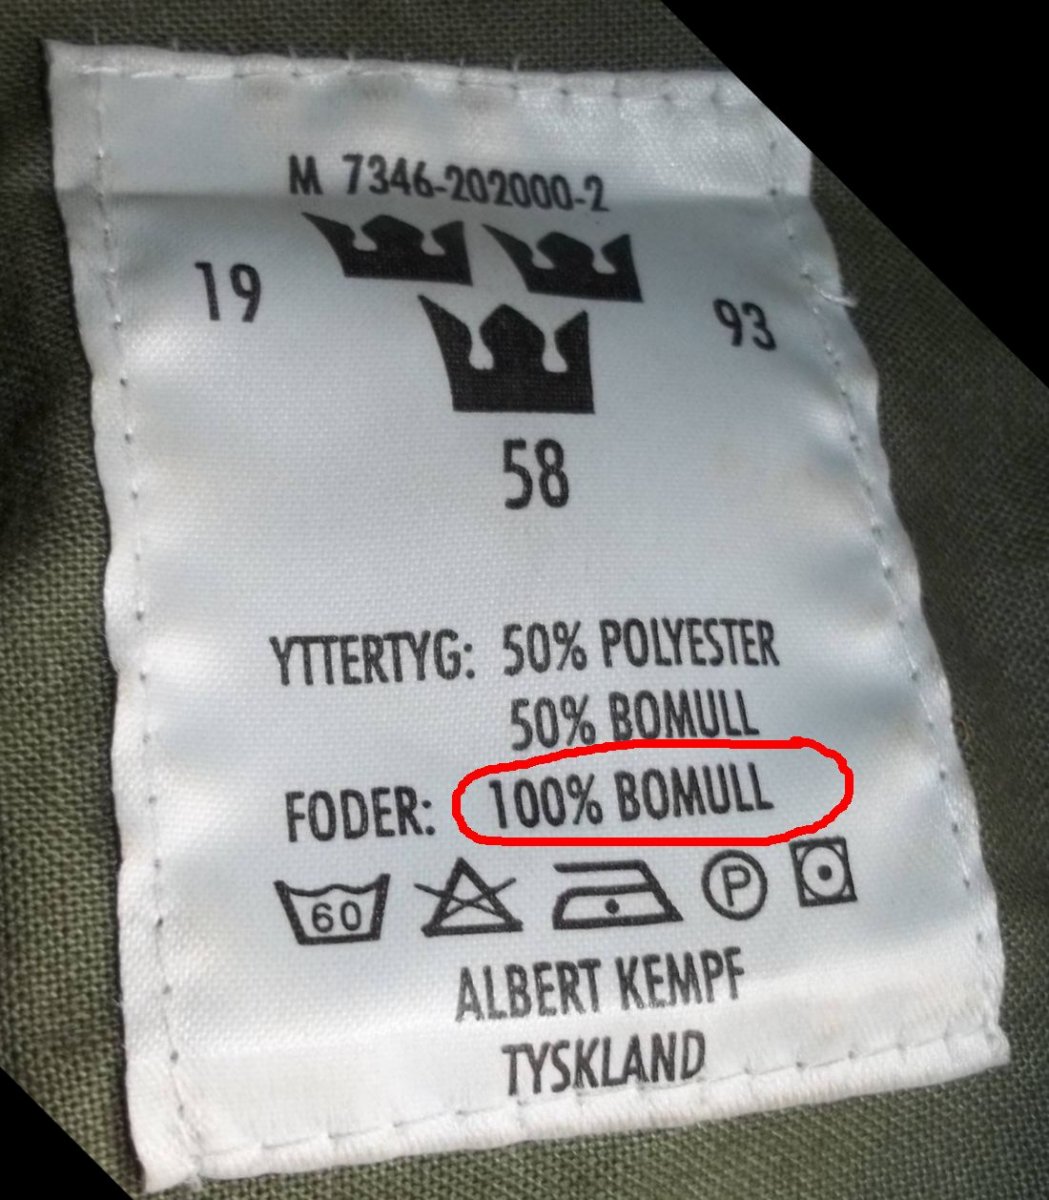 M 7346-202000-2
19 93
58
YTTERTYG: 50% POLYESTER
50% BOMULL
FODER: 100% BOMULL
60 P
ALBERT KEMPF
TYSKLAND